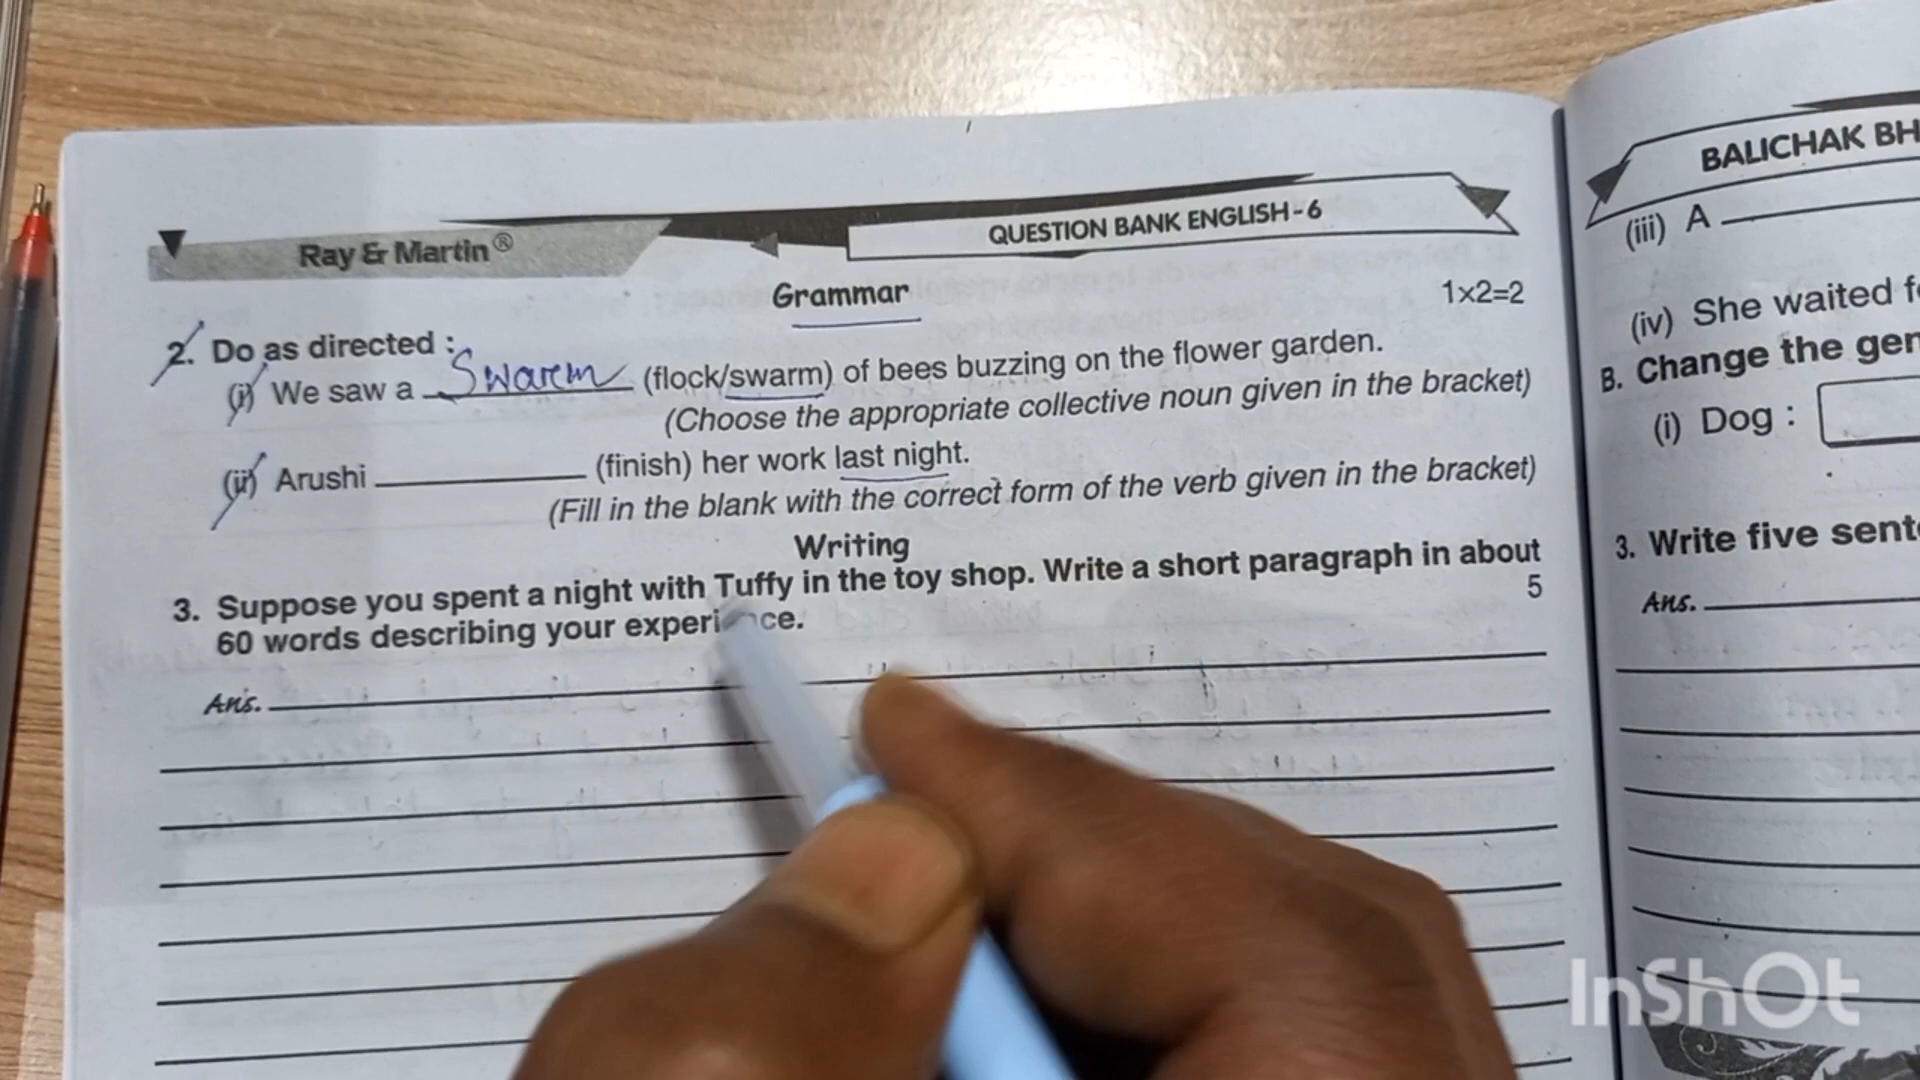 Ray & Martin®
QUESTION BANK ENGLISH-6
Grammar
1x2=2
2. Do as directed :
(i) We saw a Swarm (flock/swarm) of bees buzzing on the flower garden.
(Choose the appropriate collective noun given in the bracket)
(ii) Arushi (finish) her work last night.
(Fill in the blank with the correct form of the verb given in the bracket)
Writing
3. Suppose you spent a night with Tuffy in the toy shop. Write a short paragraph in about
60 words describing your experience.
5
Ans.
BALICHAK BH
(iii) A
(iv) She waited f
B. Change the gen
(i) Dog :
3. Write five sent
Ans.
InShOt